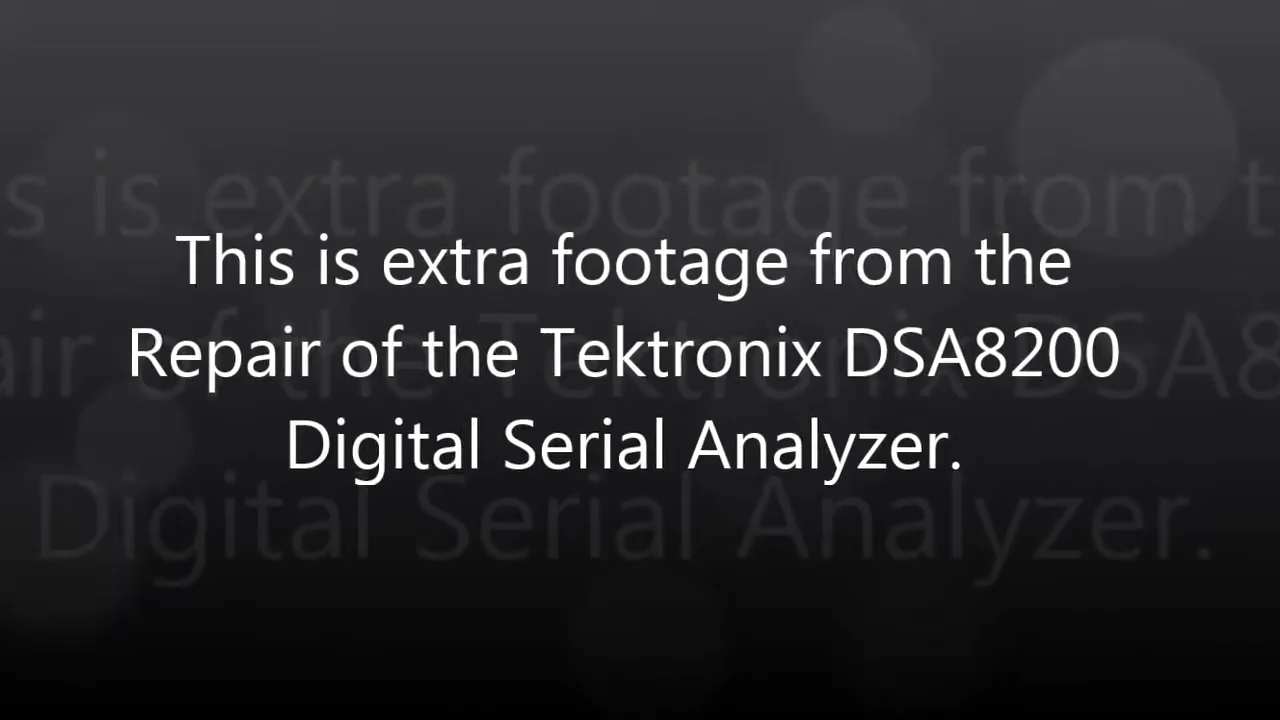 This is extra footage from the
Repair of the Tektronix DSA8200
Digital Serial Analyzer.